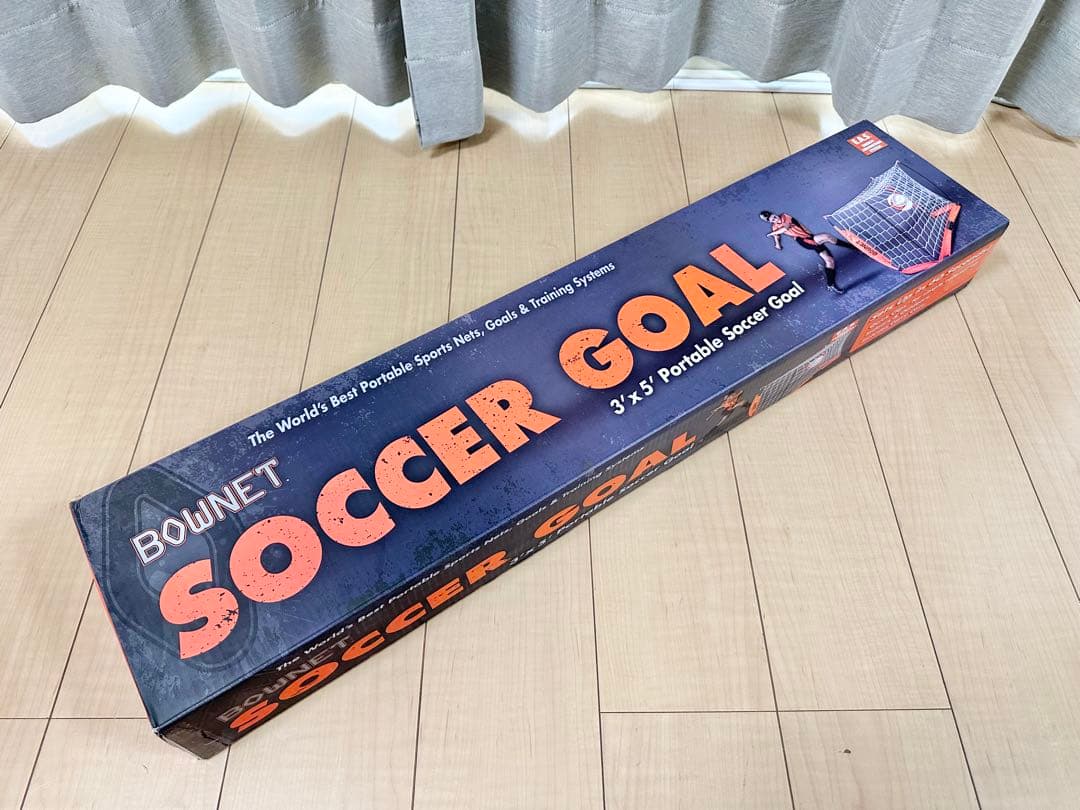 The World's Best Portable Sports Nets, Goals & Training Systems
BOWNET
SOCCER GOAL
3' x 5' Portable Soccer Goal
The World's Best Portable Sports Nets, Goals & Training Systems
BOWNET
SOCCER GOAL
3' x 5' Portable Soccer Goal